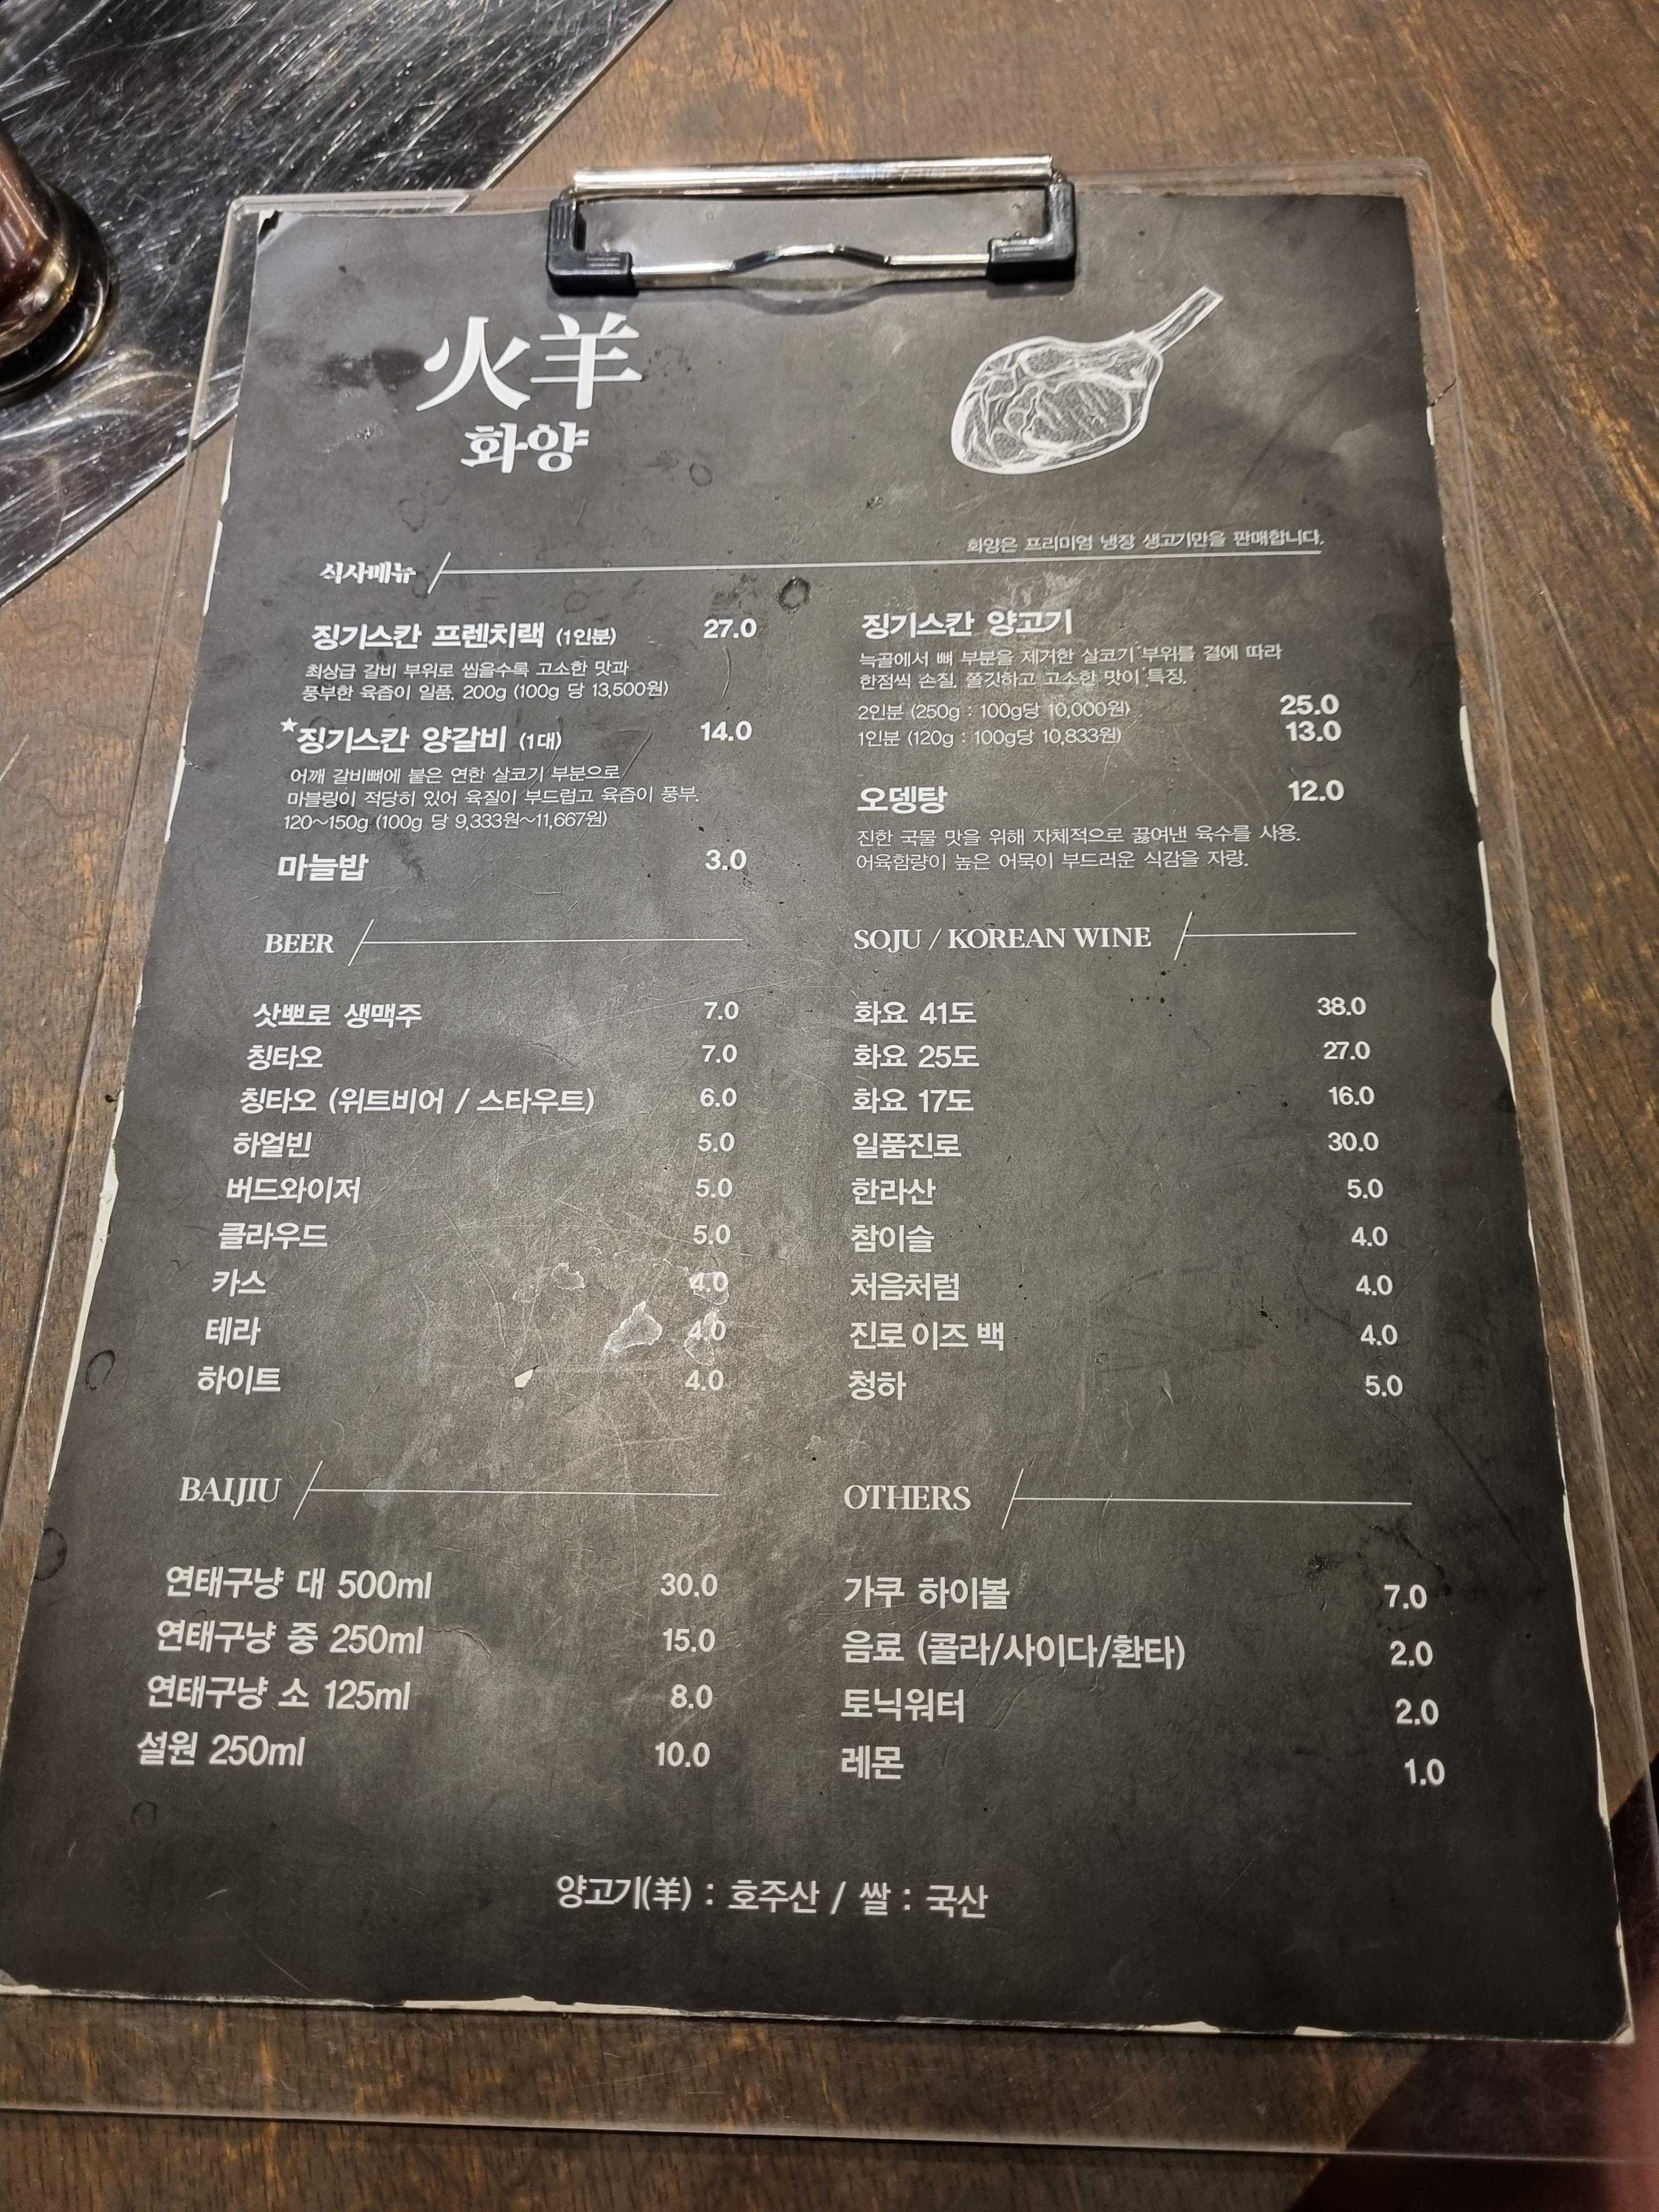 火羊
화양
화양은 프리미엄 냉장 생고기만을 판매합니다.
식사메뉴
징기스칸 프렌치랙 (1인분) 27.0
최상급 갈비 부위로 씹을수록 고소한 맛과
풍부한 육즙이 일품. 200g (100g 당 13,500원)
★징기스칸 양갈비 (1대) 14.0
어깨 갈비뼈에 붙은 연한 살코기 부분으로
마블링이 적당히 있어 육질이 부드럽고 육즙이 풍부.
120~150g (100g 당 9,333원~11,667원)
마늘밥 3.0
징기스칸 양고기
늑골에서 뼈 부분을 제거한 살코기 부위를 결에 따라
한점씩 손질. 쫄깃하고 고소한 맛이 특징.
2인분 (250g : 100g당 10,000원) 25.0
1인분 (120g : 100g당 10,833원) 13.0
오뎅탕 12.0
진한 국물 맛을 위해 자체적으로 끓여낸 육수를 사용.
어육함량이 높은 어묵이 부드러운 식감을 자랑.
BEER
삿뽀로 생맥주 7.0
칭타오 7.0
칭타오 (위트비어 / 스타우트) 6.0
하얼빈 5.0
버드와이저 5.0
클라우드 5.0
카스 4.0
테라 4.0
하이트 4.0
SOJU / KOREAN WINE
화요 41도 38.0
화요 25도 27.0
화요 17도 16.0
일품진로 30.0
한라산 5.0
참이슬 4.0
처음처럼 4.0
진로이즈백 4.0
청하 5.0
BAIJIU
연태구냥 대 500ml 30.0
연태구냥 중 250ml 15.0
연태구냥 소 125ml 8.0
설원 250ml 10.0
OTHERS
가쿠 하이볼 7.0
음료 (콜라/사이다/환타) 2.0
토닉워터 2.0
레몬 1.0
양고기(羊) : 호주산 / 쌀 : 국산